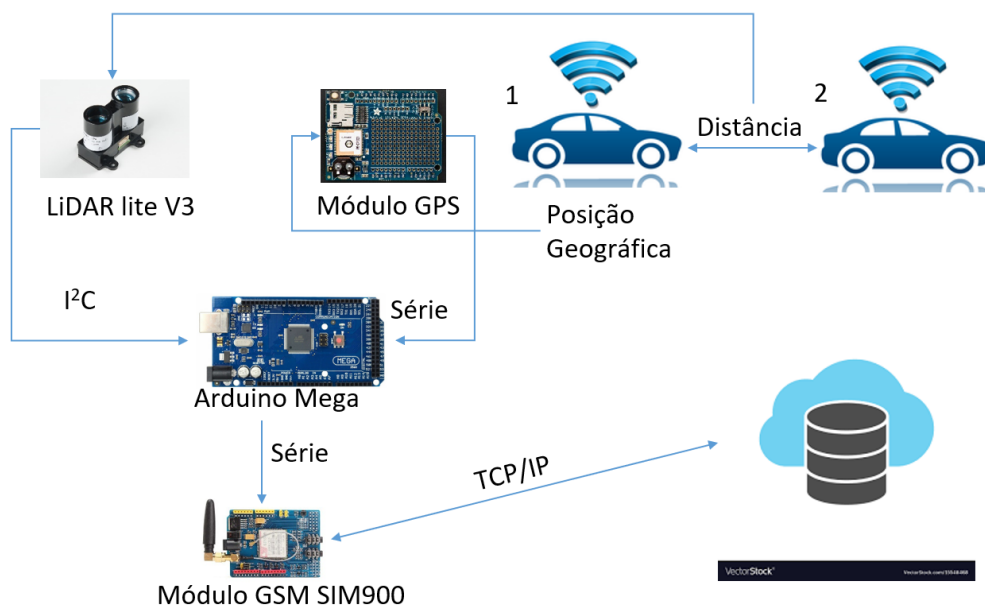 1
2
Distância
LiDAR lite V3
Módulo GPS
Posição
Geográfica
I²C
Série
MEGA
Arduino Mega
Série
TCP/IP
Módulo GSM SIM900
VectorStock®